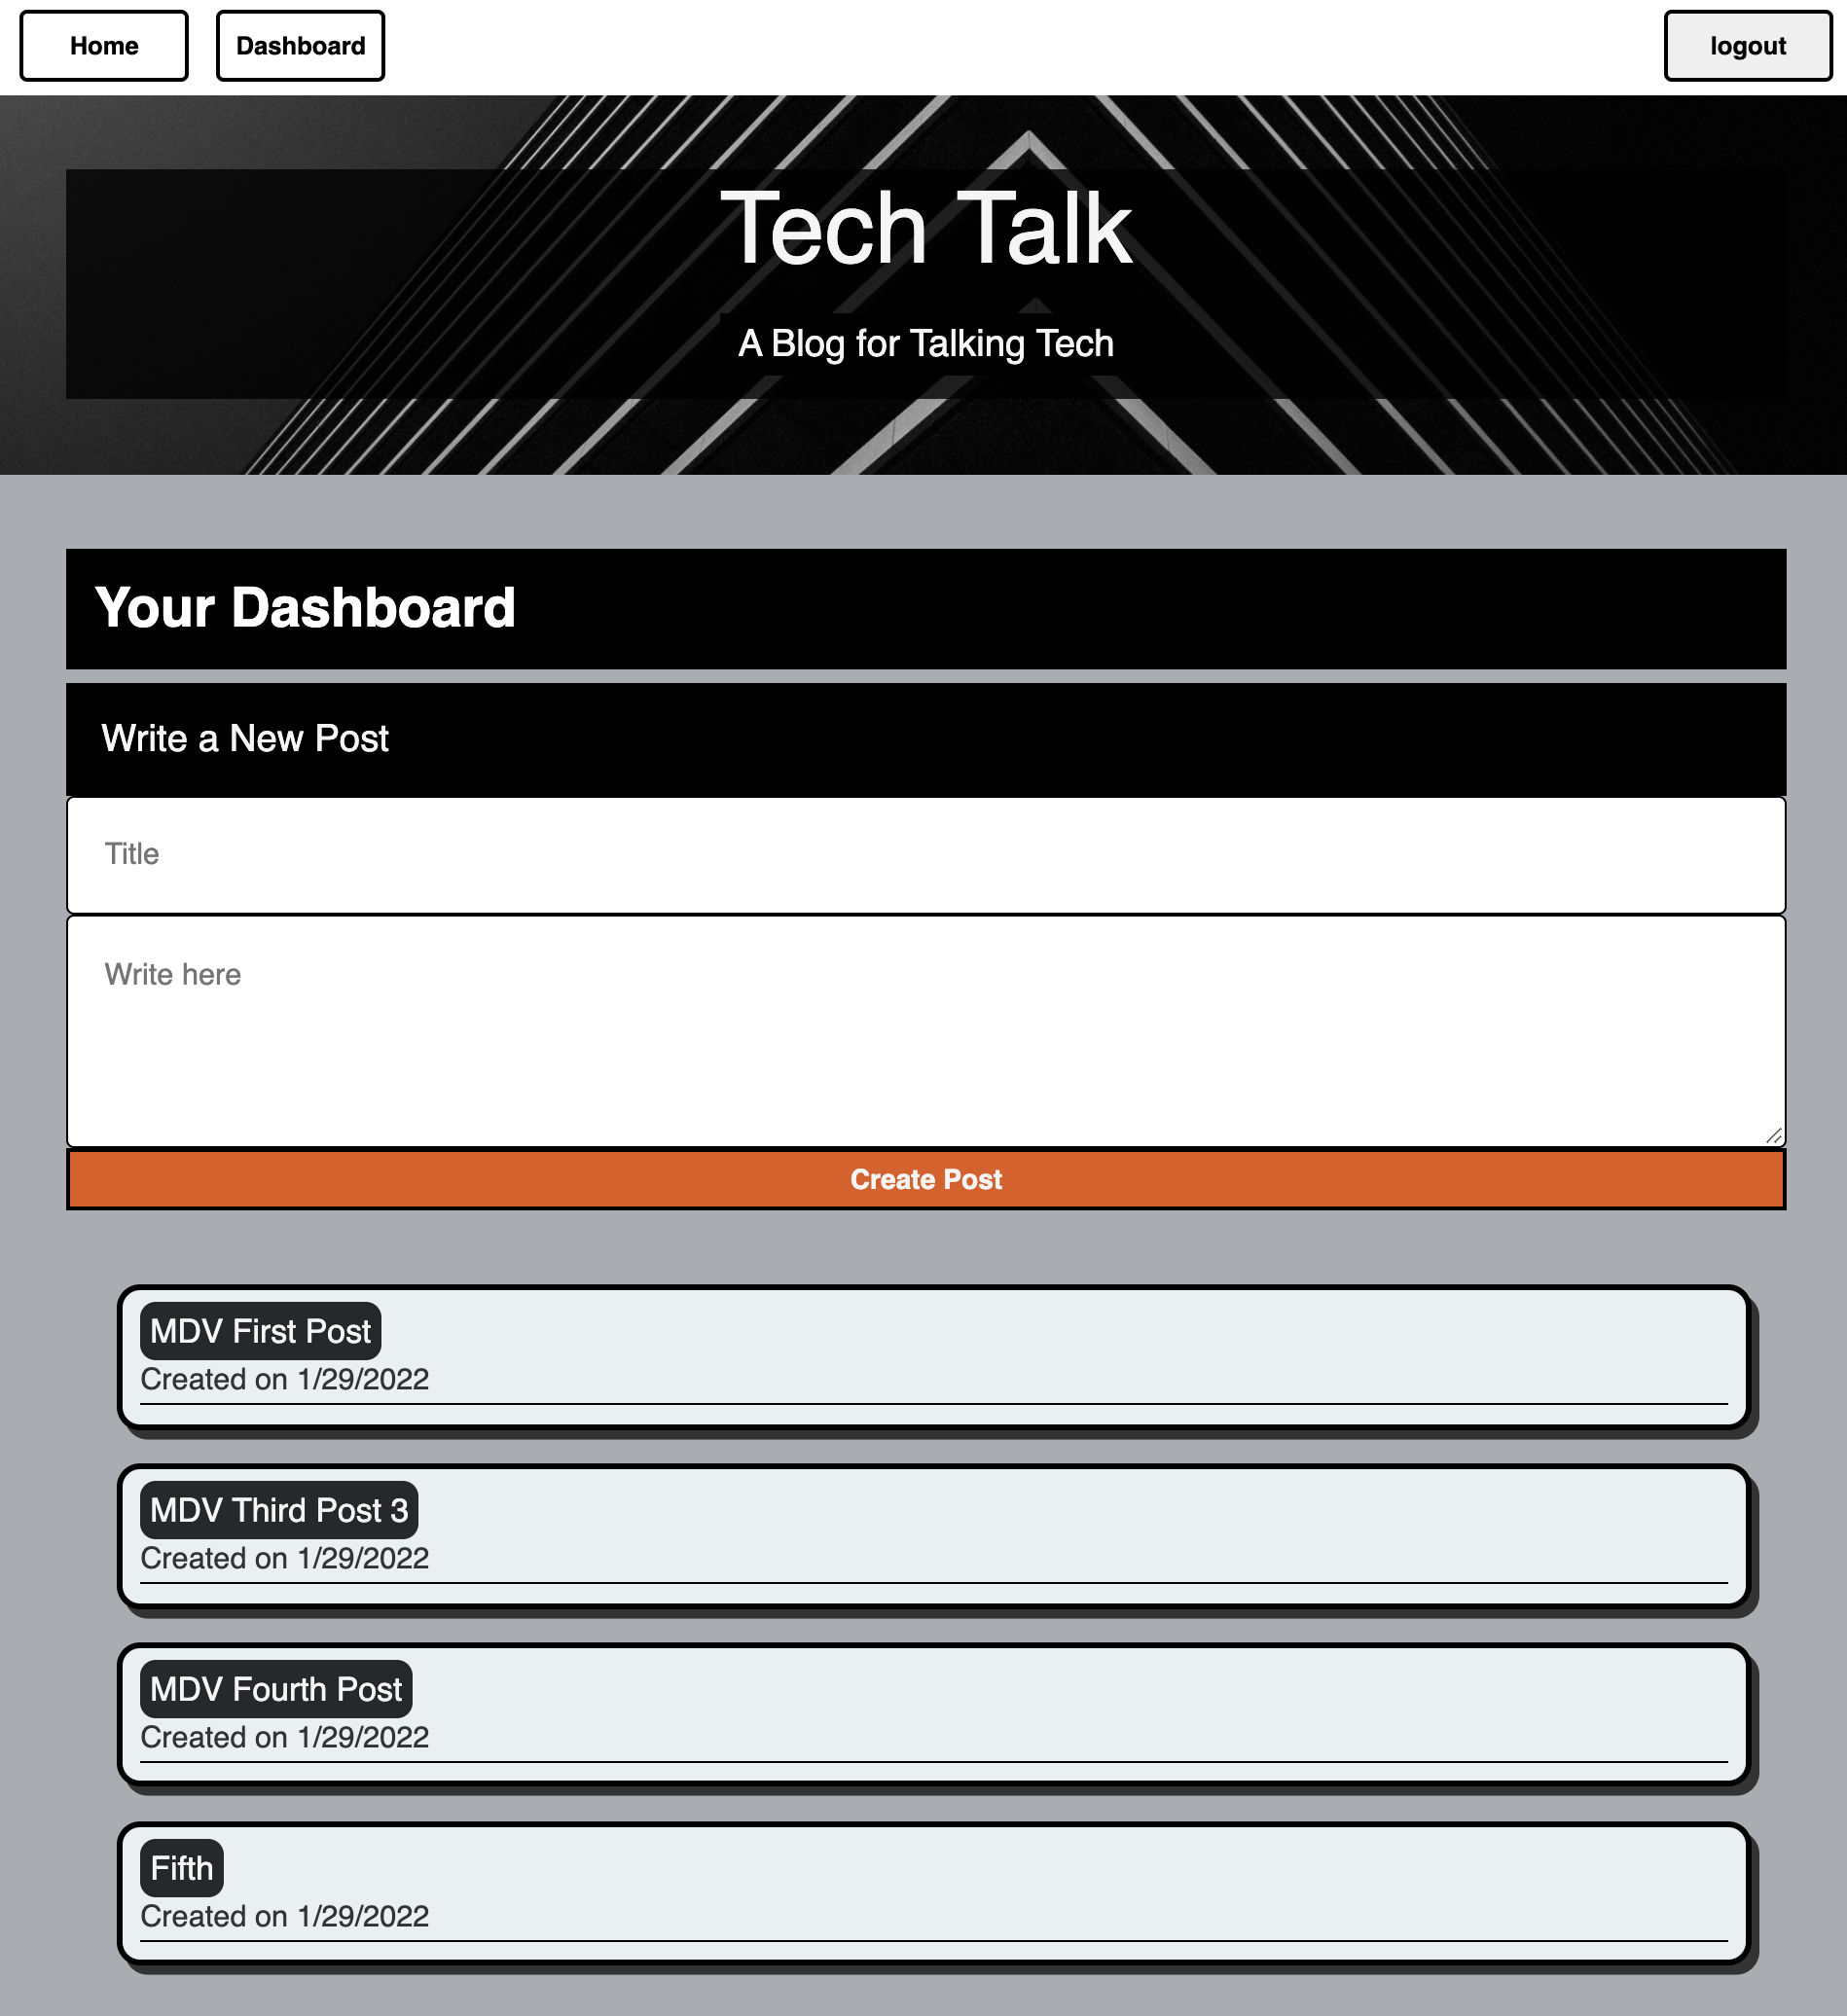 Home Dashboard logout
Tech Talk
A Blog for Talking Tech
Your Dashboard
Write a New Post
Title
Write here
Create Post
MDV First Post
Created on 1/29/2022
MDV Third Post 3
Created on 1/29/2022
MDV Fourth Post
Created on 1/29/2022
Fifth
Created on 1/29/2022